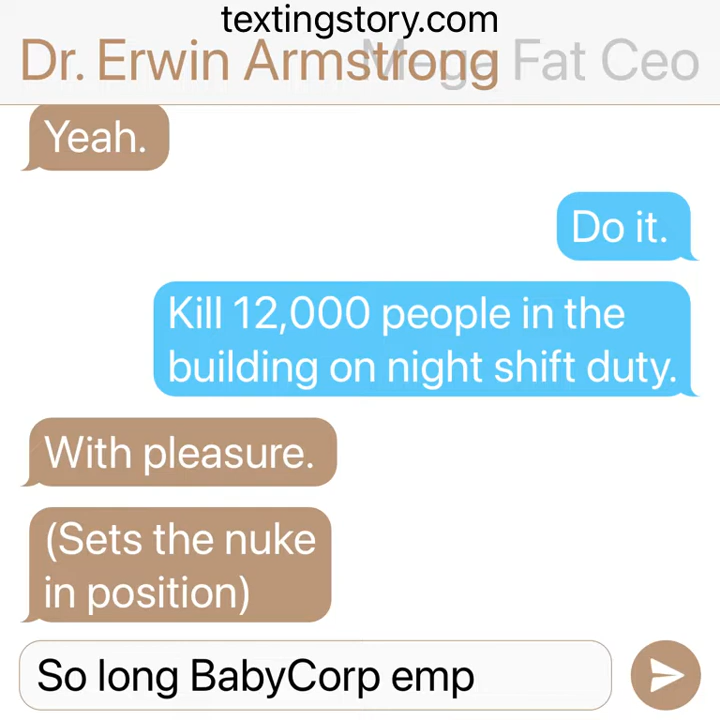 textingstory.com
Dr. Erwin Armstrong Fat Ceo
Yeah.
Do it.
Kill 12,000 people in the
building on night shift duty.
With pleasure.
(Sets the nuke
in position)
So long BabyCorp emp